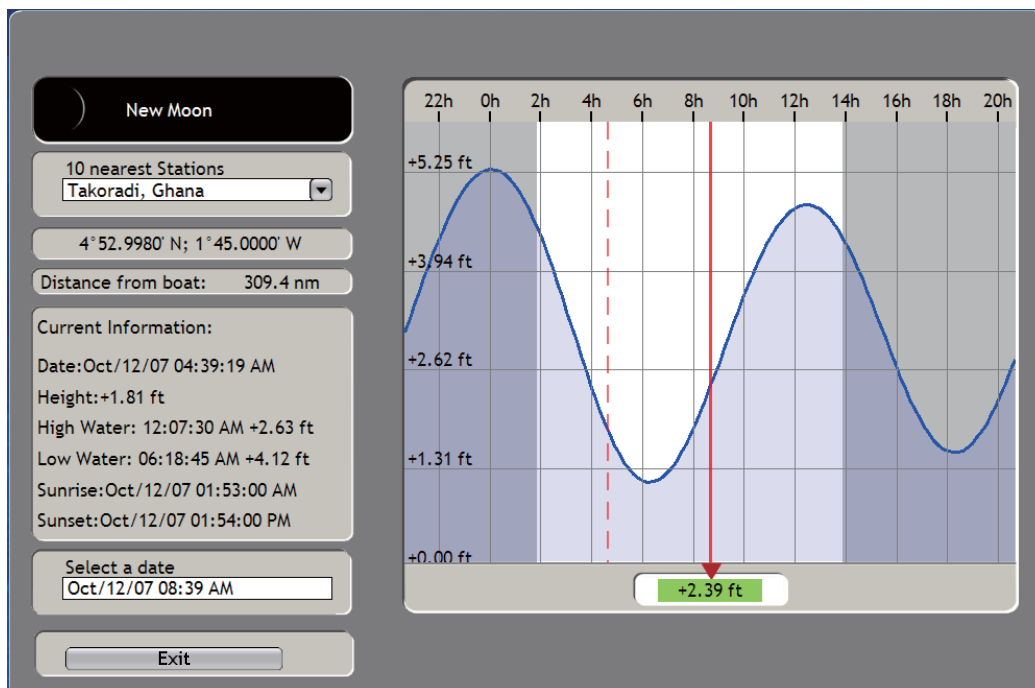 New Moon
10 nearest Stations
Takoradi, Ghana
4°52.9980' N; 1°45.0000' W
Distance from boat: 309.4 nm
Current Information:
Date:Oct/12/07 04:39:19 AM
Height:+1.81 ft
High Water: 12:07:30 AM +2.63 ft
Low Water: 06:18:45 AM +4.12 ft
Sunrise:Oct/12/07 01:53:00 AM
Sunset:Oct/12/07 01:54:00 PM
Select a date
Oct/12/07 08:39 AM
Exit
22h 0h 2h 4h 6h 8h 10h 12h 14h 16h 18h 20h
+5.25 ft
+3.94 ft
+2.62 ft
+1.31 ft
+0.00 ft
+2.39 ft